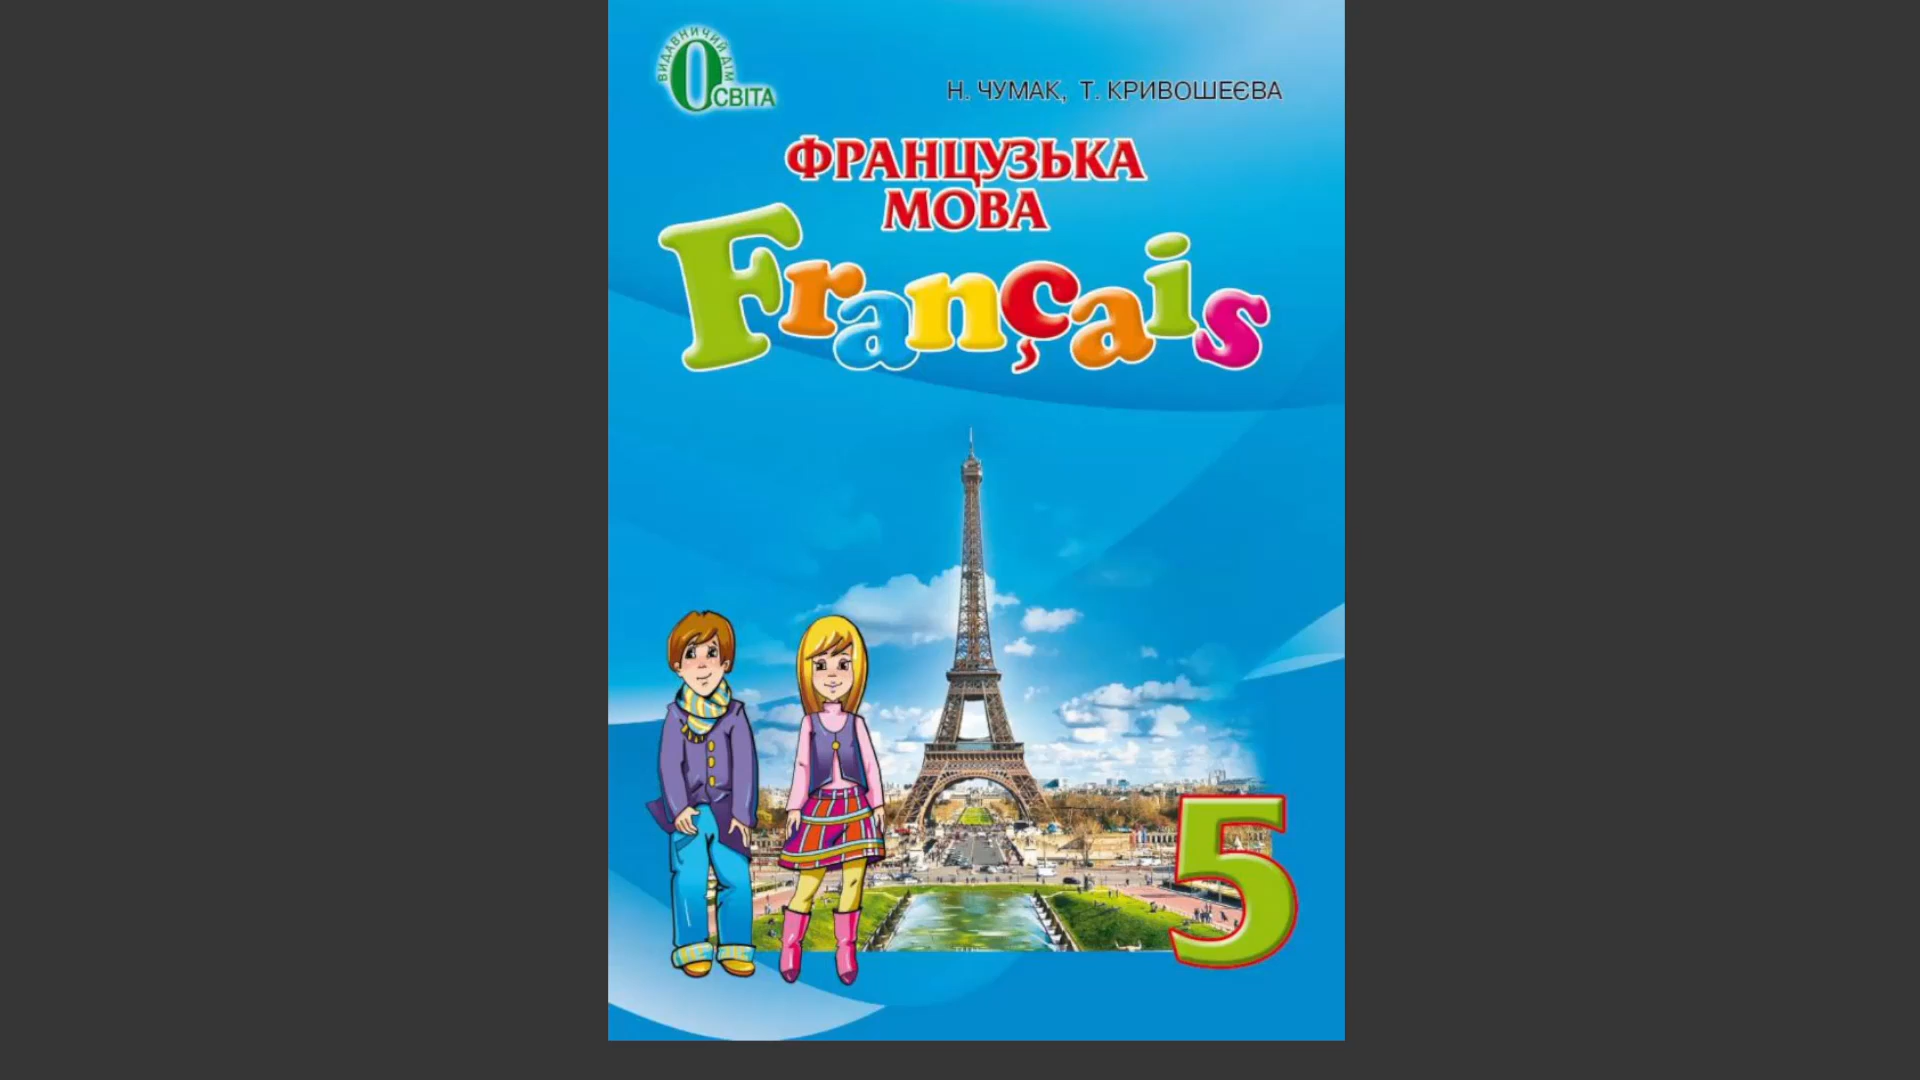 ВИДАВНИЧИЙ ДІМ
ОСВІТА
Н. ЧУМАК, Т. КРИВОШЕЄВА
ФРАНЦУЗЬКА
МОВА
Français
5